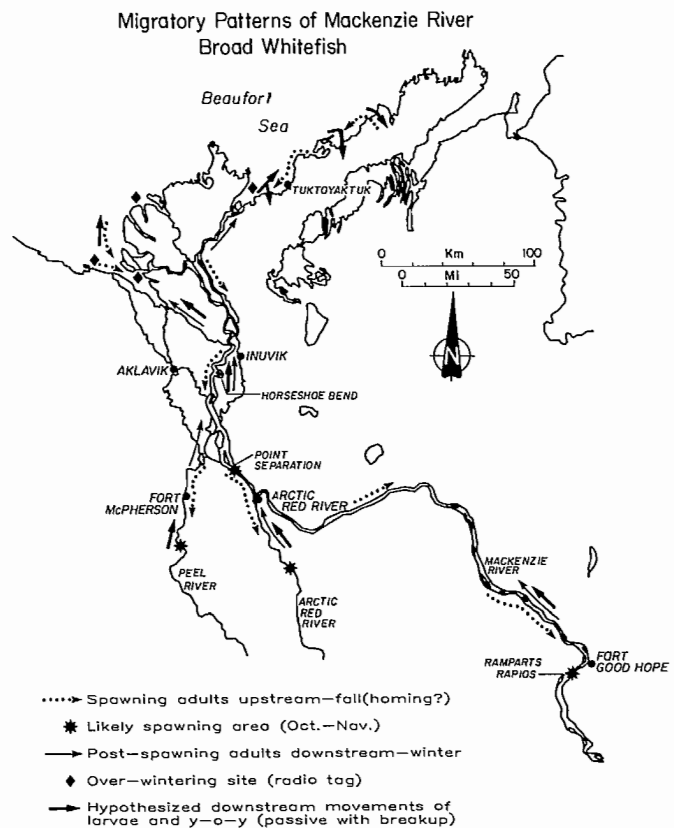 Migratory Patterns of Mackenzie River
Broad Whitefish
Beaufort
Sea
TUKTOYAKTUK
0 Km 100
0 Mi 50
N
INUVIK
AKLAVIK
HORSESHOE BEND
POINT
SEPARATION
FORT
McPHERSON
ARCTIC
RED RIVER
MACKENZIE
RIVER
PEEL
RIVER
ARCTIC
RED
RIVER
RAMPARTS
RAPIDS
FORT
GOOD HOPE
Spawning adults upstream-fall(homing?)
Likely spawning area (Oct.-Nov.)
Post-spawning adults downstream-winter
Over-wintering site (radio tag)
Hypothesized downstream movements of
larvae and y-o-y (passive with breakup)